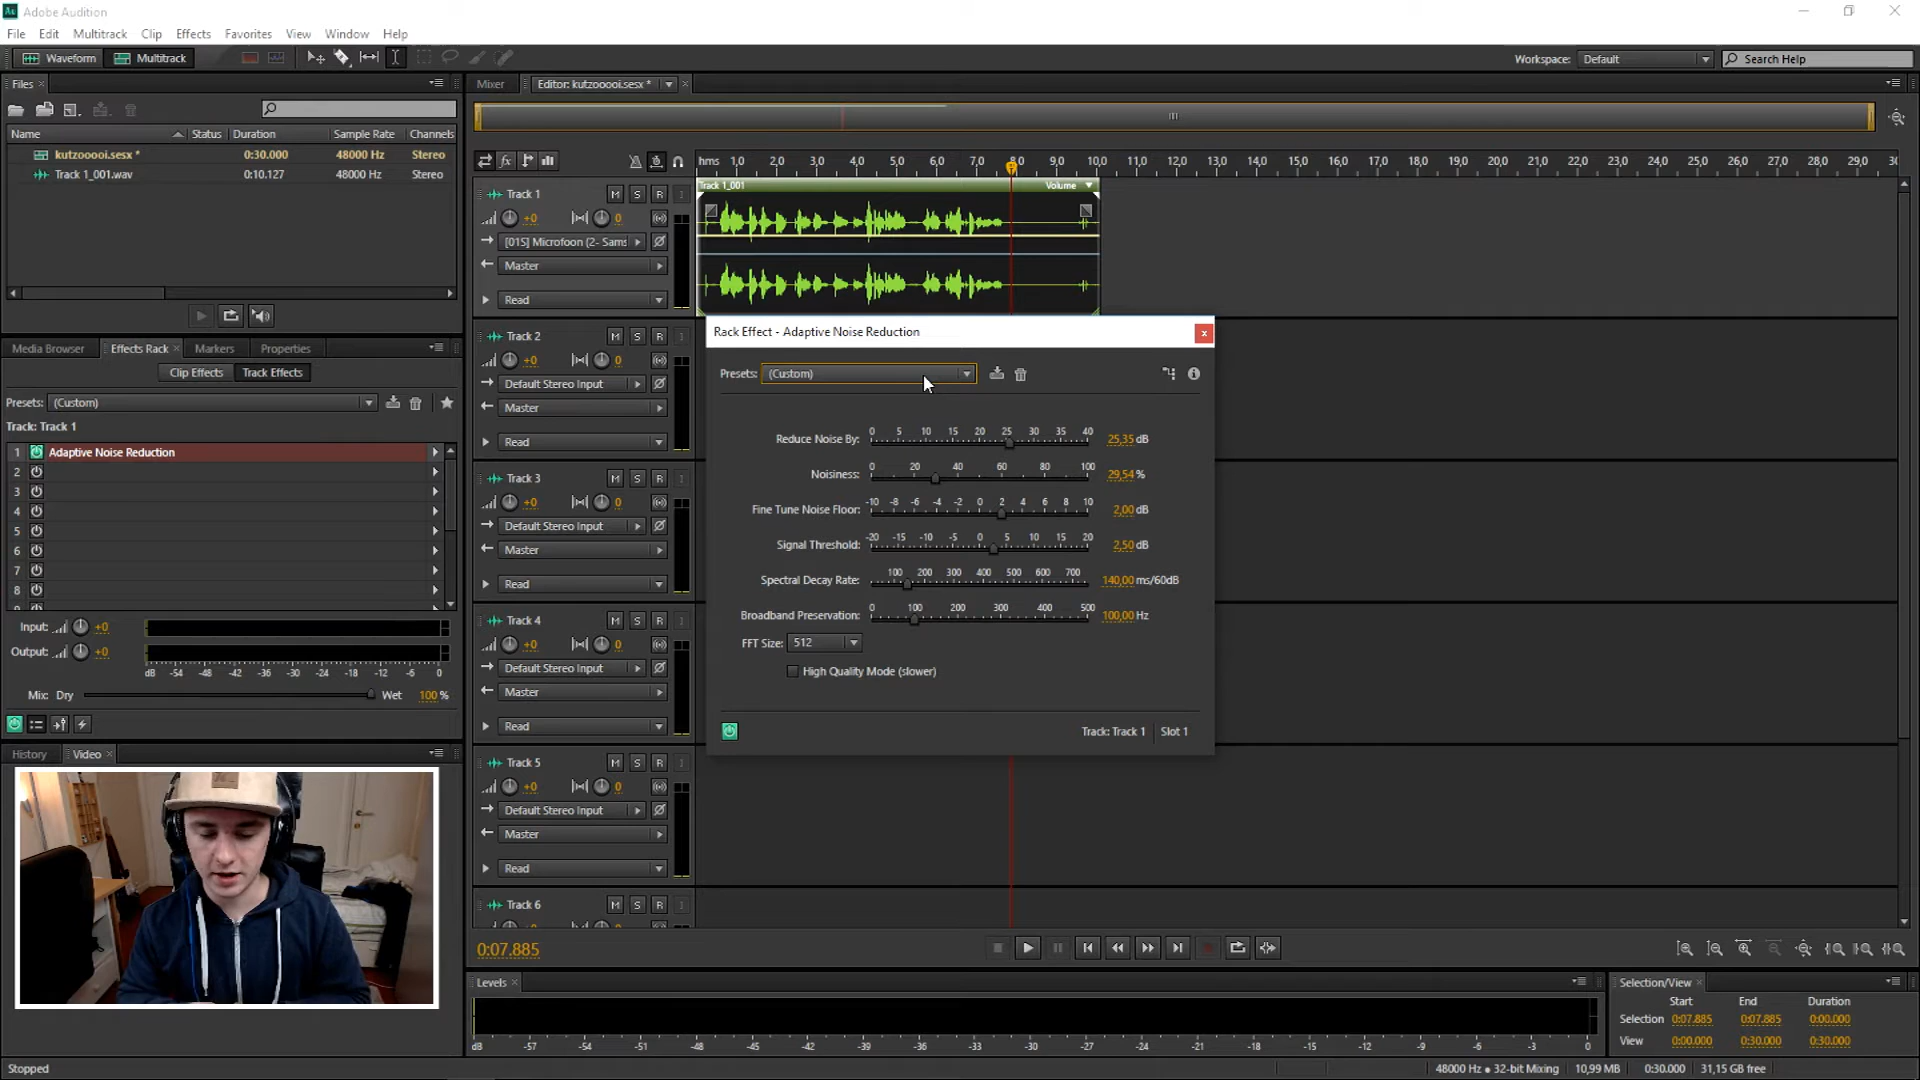 Au Adobe Audition
File Edit Multitrack Clip Effects Favorites View Window Help
Waveform Multitrack Workspace: Default Search Help
Files × Mixer Editor: kutzooooi.sesx * ×
Name Status Duration Sample Rate Channels
kutzooooi.sesx * 0:30.000 48000 Hz Stereo
Track 1_001.wav 0:10.127 48000 Hz Stereo
fx hms 1,0 2,0 3,0 4,0 5,0 6,0 7,0 8,0 9,0 10,0 11,0 12,0 13,0 14,0 15,0 16,0 17,0 18,0 19,0 20,0 21,0 22,0 23,0 24,0 25,0 26,0 27,0 28,0 29,0 30
Track 1 M S R I Track 1_001 Volume
+0 0
[01S] Microfoon (2- Sams
Master
Read
Track 2 M S R I
+0 0
Default Stereo Input
Master
Read
Track 3 M S R I
+0 0
Default Stereo Input
Master
Read
Track 4 M S R I
+0 0
Default Stereo Input
Master
Read
Track 5 M S R I
+0 0
Default Stereo Input
Master
Read
Track 6 M S R I
+0 0
Media Browser Effects Rack × Markers Properties
Clip Effects Track Effects
Presets: (Custom)
Track: Track 1
1 Adaptive Noise Reduction
2
3
4
5
6
7
8
9
Input: +0
Output: +0
dB -54 -48 -42 -36 -30 -24 -18 -12 -6 0
Mix: Dry Wet 100 %
History Video ×
Rack Effect - Adaptive Noise Reduction x
Presets: (Custom)
0 5 10 15 20 25 30 35 40
Reduce Noise By: 25,35 dB
0 20 40 60 80 100
Noisiness: 29,54 %
-10 -8 -6 -4 -2 0 2 4 6 8 10
Fine Tune Noise Floor: 2,00 dB
-20 -15 -10 -5 0 5 10 15 20
Signal Threshold: 2,50 dB
100 200 300 400 500 600 700
Spectral Decay Rate: 140,00 ms/60dB
0 100 200 300 400 500
Broadband Preservation: 100,00 Hz
FFT Size: 512
High Quality Mode (slower)
Track: Track 1 Slot 1
0:07.885
Levels ×
dB -57 -54 -51 -48 -45 -42 -39 -36 -33 -30 -27 -24 -21 -18 -15 -12 -9 -6 -3 0
Selection/View ×
Start End Duration
Selection 0:07.885 0:07.885 0:00.000
View 0:00.000 0:30.000 0:30.000
Stopped 48000 Hz ● 32-bit Mixing 10,99 MB 0:30.000 31,15 GB free